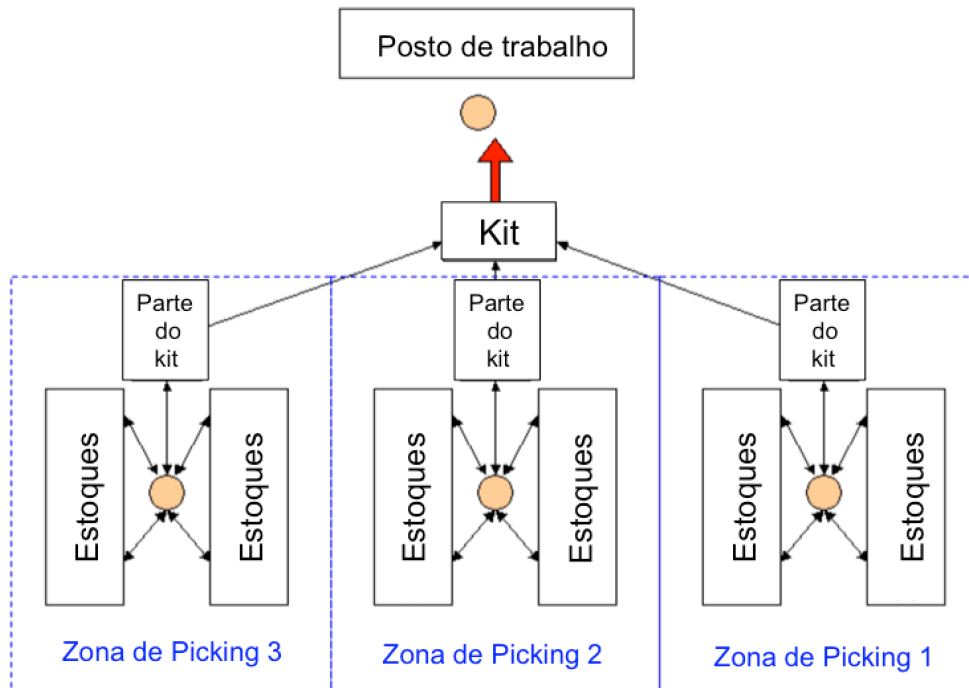 Posto de trabalho
Kit
Parte
do
kit
Parte
do
kit
Parte
do
kit
Estoques
Estoques
Estoques
Estoques
Estoques
Estoques
Zona de Picking 3
Zona de Picking 2
Zona de Picking 1